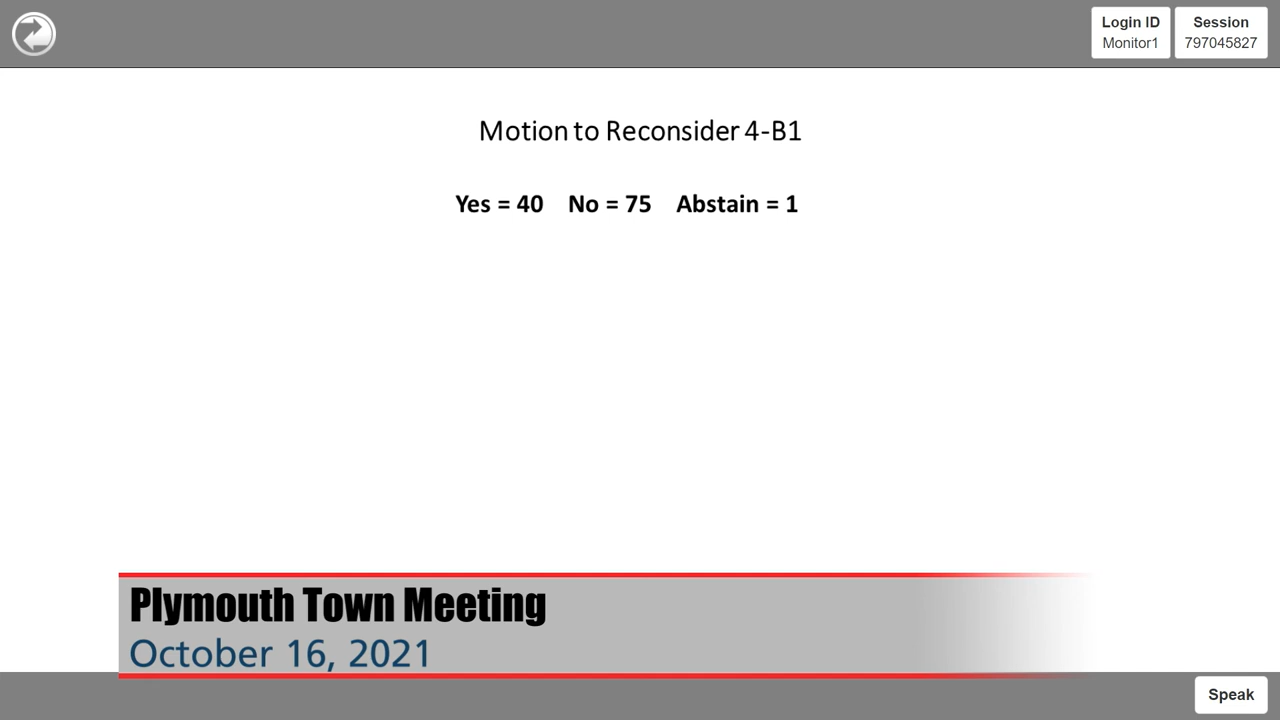 Login ID
Monitor1
Session
797045827
Motion to Reconsider 4-B1
Yes = 40 No = 75 Abstain = 1
Plymouth Town Meeting
October 16, 2021
Speak